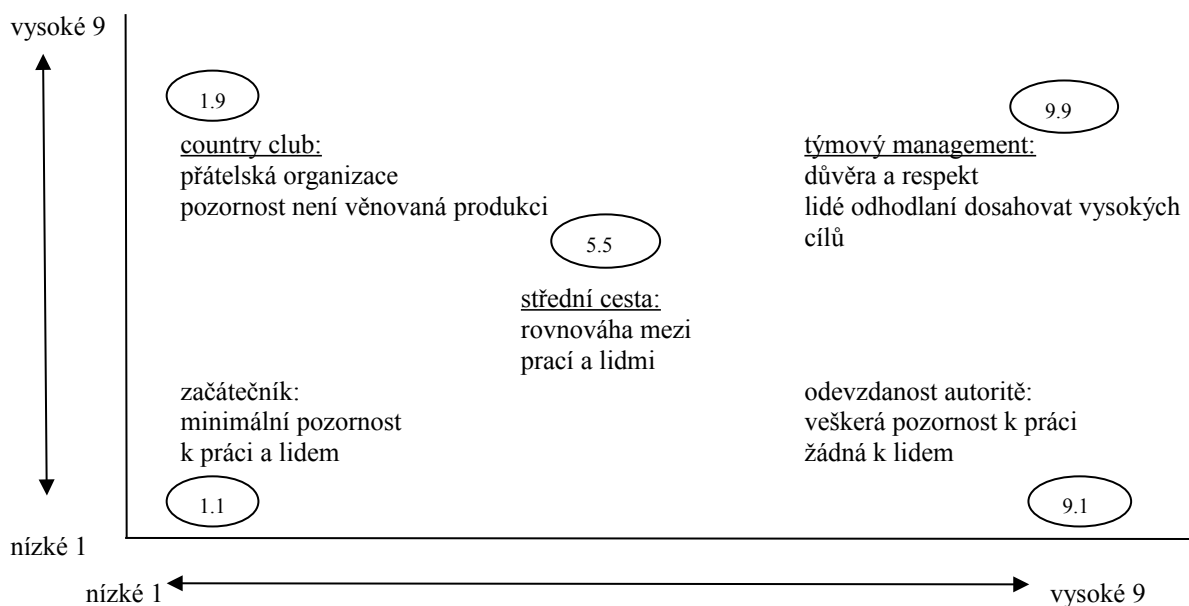 vysoké 9
1.9
country club:
přátelská organizace
pozornost není věnovaná produkci
9.9
týmový management:
důvěra a respekt
lidé odhodlaní dosahovat vysokých
cílů
5.5
střední cesta:
rovnováha mezi
prací a lidmi
začátečník:
minimální pozornost
k práci a lidem
1.1
odevzdanost autoritě:
veškerá pozornost k práci
žádná k lidem
9.1
nízké 1
nízké 1
vysoké 9